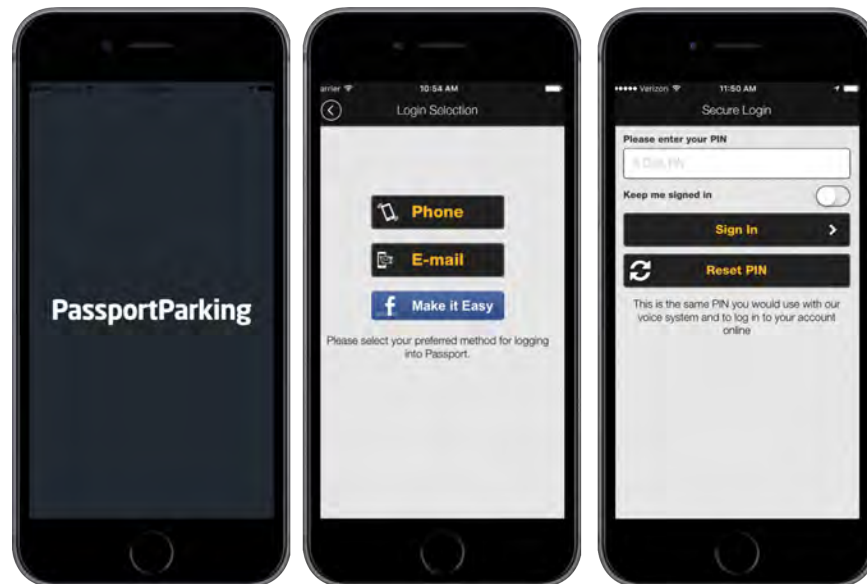 PassportParking
arrier
10:54 AM
Login Selection
Phone
E-mail
f Make it Easy
Please select your preferred method for logging
into Passport.
Verizon
11:50 AM
Secure Login
Please enter your PIN
Keep me signed in
Sign In
Reset PIN
This is the same PIN you would use with our
voice system and to log in to your account
online